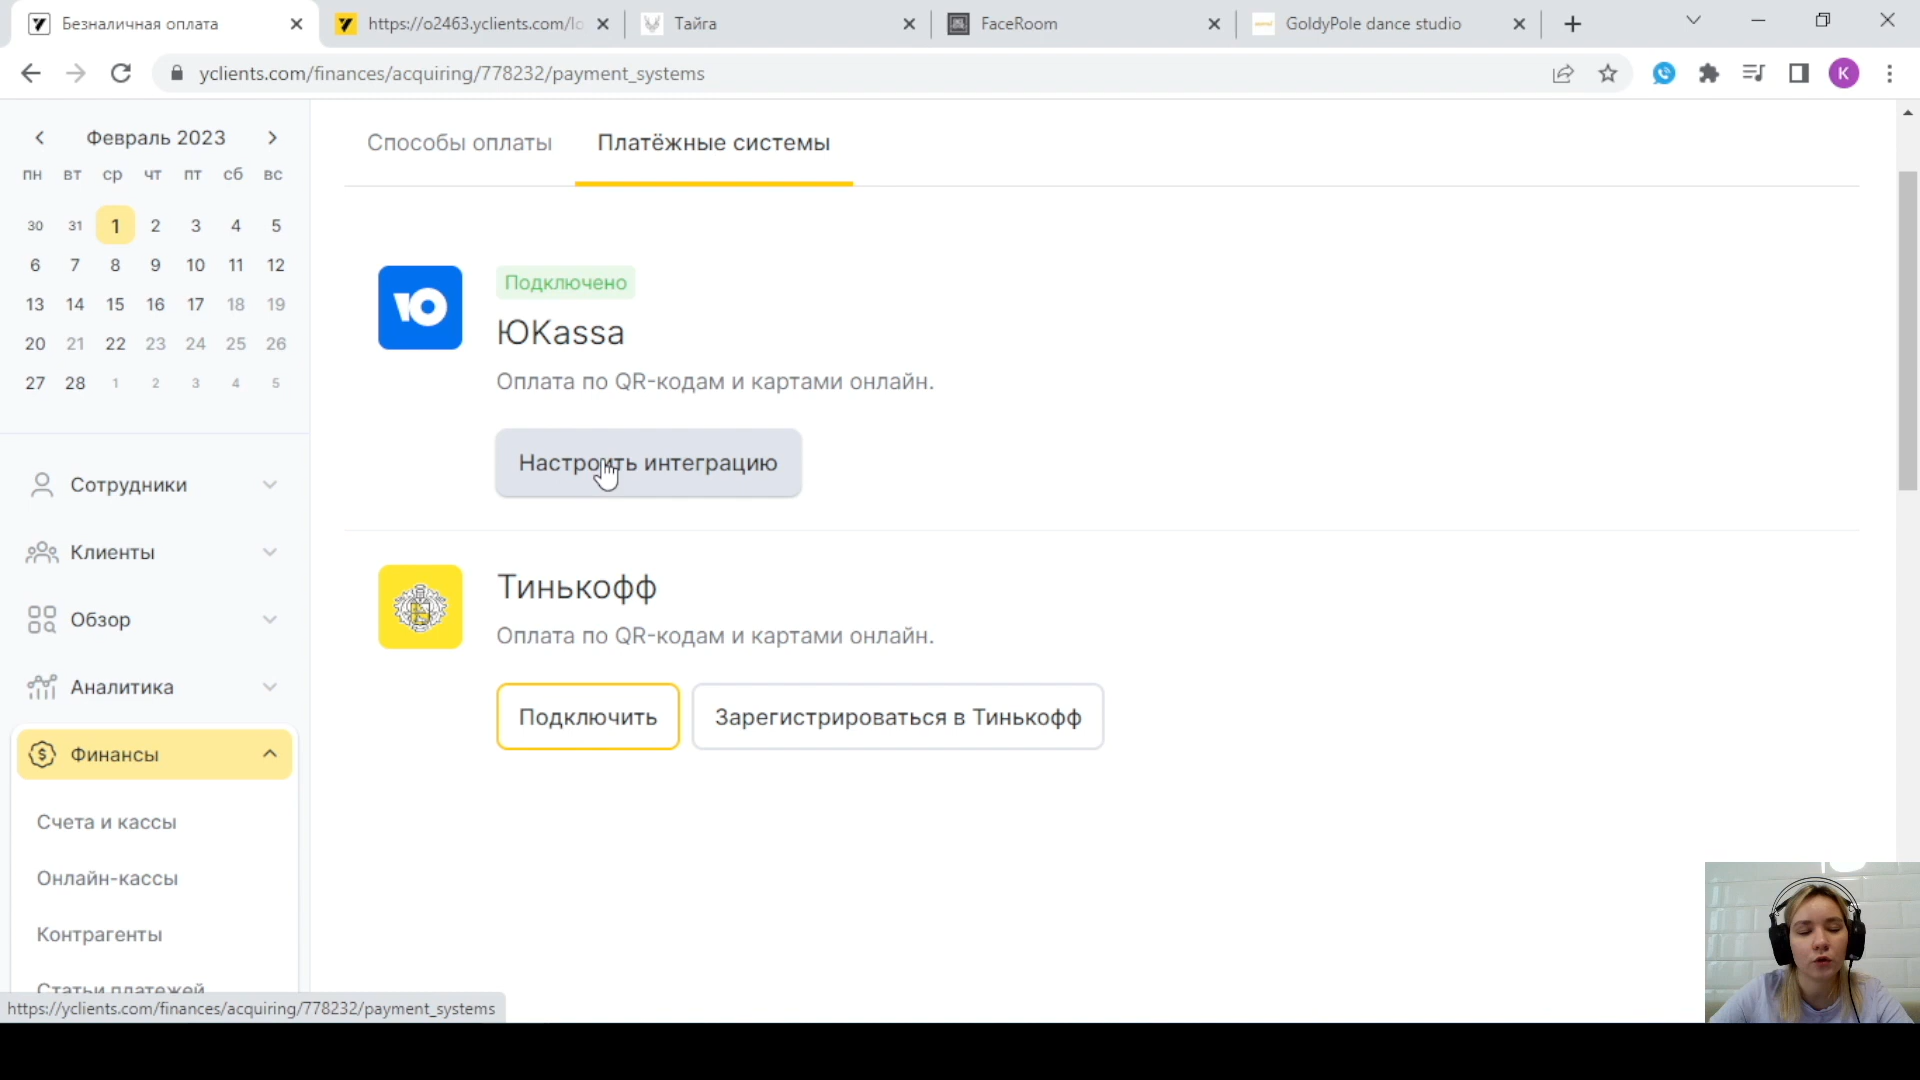 Безналичная оплата
https://o2463.yclients.com/lo
Тайга
FaceRoom
GoldyPole dance studio
yclients.com/finances/acquiring/778232/payment_systems
K
Февраль 2023
пн вт ср чт пт сб вс
30 31 1 2 3 4 5
6 7 8 9 10 11 12
13 14 15 16 17 18 19
20 21 22 23 24 25 26
27 28 1 2 3 4 5
Сотрудники
Клиенты
Обзор
Аналитика
Финансы
Счета и кассы
Онлайн-кассы
Контрагенты
Статьи платежей
https://yclients.com/finances/acquiring/778232/payment_systems
Способы оплаты
Платёжные системы
Ю
Подключено
ЮKassa
Оплата по QR-кодам и картами онлайн.
Настроить интеграцию
Тинькофф
Оплата по QR-кодам и картами онлайн.
Подключить
Зарегистрироваться в Тинькофф